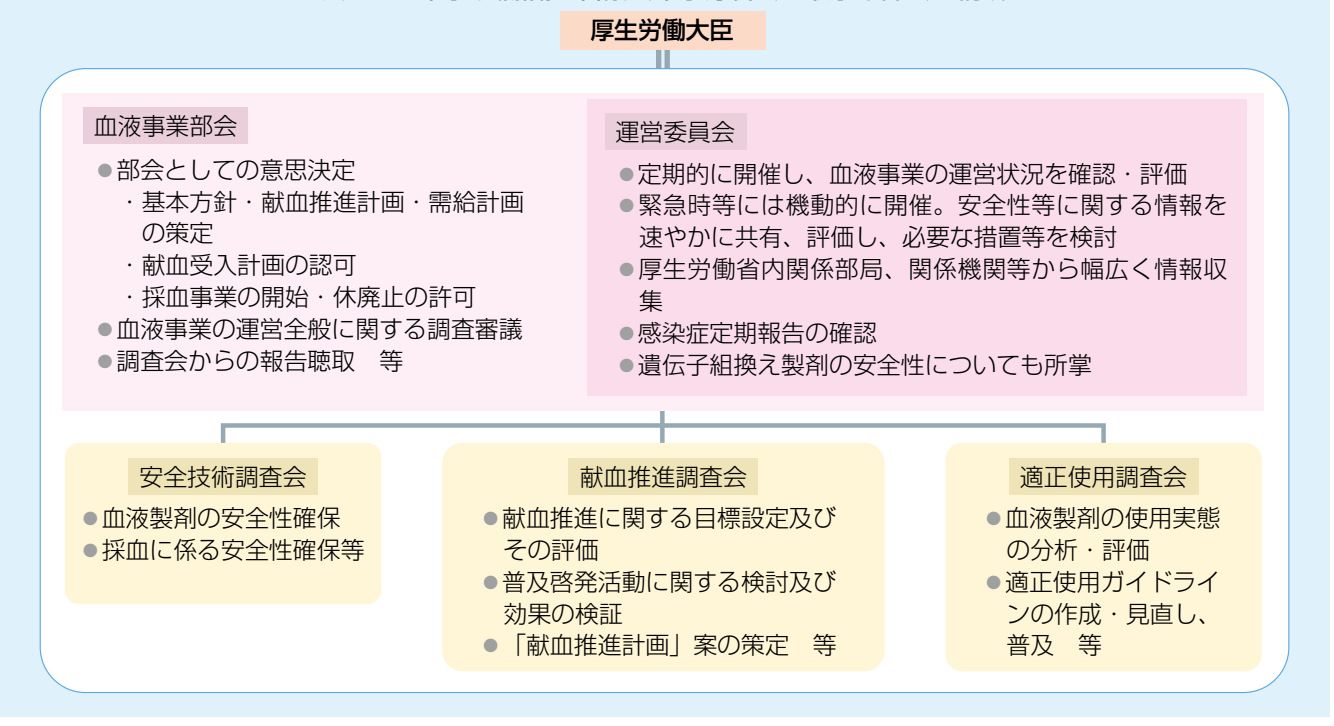 厚生労働大臣
血液事業部会
●部会としての意思決定
・基本方針・献血推進計画・需給計画
の策定
・献血受入計画の認可
・採血事業の開始・休廃止の許可
●血液事業の運営全般に関する調査審議
●調査会からの報告聴取　等
運営委員会
●定期的に開催し、血液事業の運営状況を確認・評価
●緊急時等には機動的に開催。安全性等に関する情報を
速やかに共有、評価し、必要な措置等を検討
●厚生労働省内関係部局、関係機関等から幅広く情報収
集
●感染症定期報告の確認
●遺伝子組換え製剤の安全性についても所掌
安全技術調査会
●血液製剤の安全性確保
●採血に係る安全性確保等
献血推進調査会
●献血推進に関する目標設定及び
その評価
●普及啓発活動に関する検討及び
効果の検証
●「献血推進計画」案の策定　等
適正使用調査会
●血液製剤の使用実態
の分析・評価
●適正使用ガイドライ
ンの作成・見直し、
普及　等